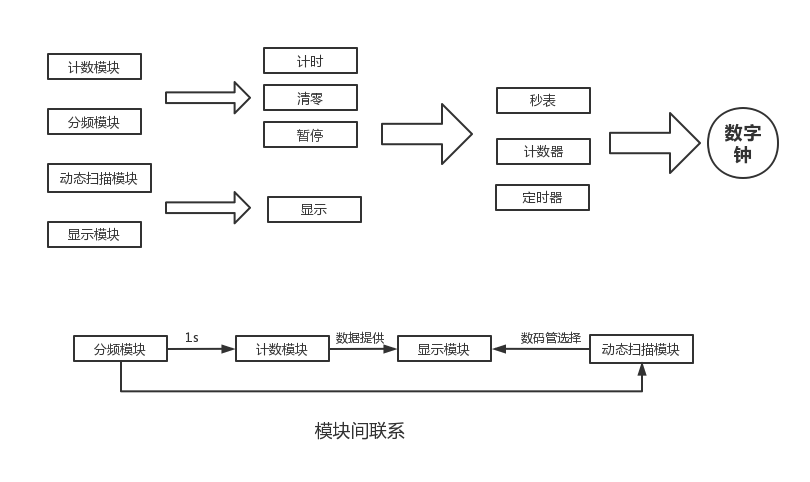 计数模块
分频模块
动态扫描模块
显示模块
计时
清零
暂停
显示
秒表
计数器
定时器
数字
钟
分频模块
1s
计数模块
数据提供
显示模块
数码管选择
动态扫描模块
模块间联系